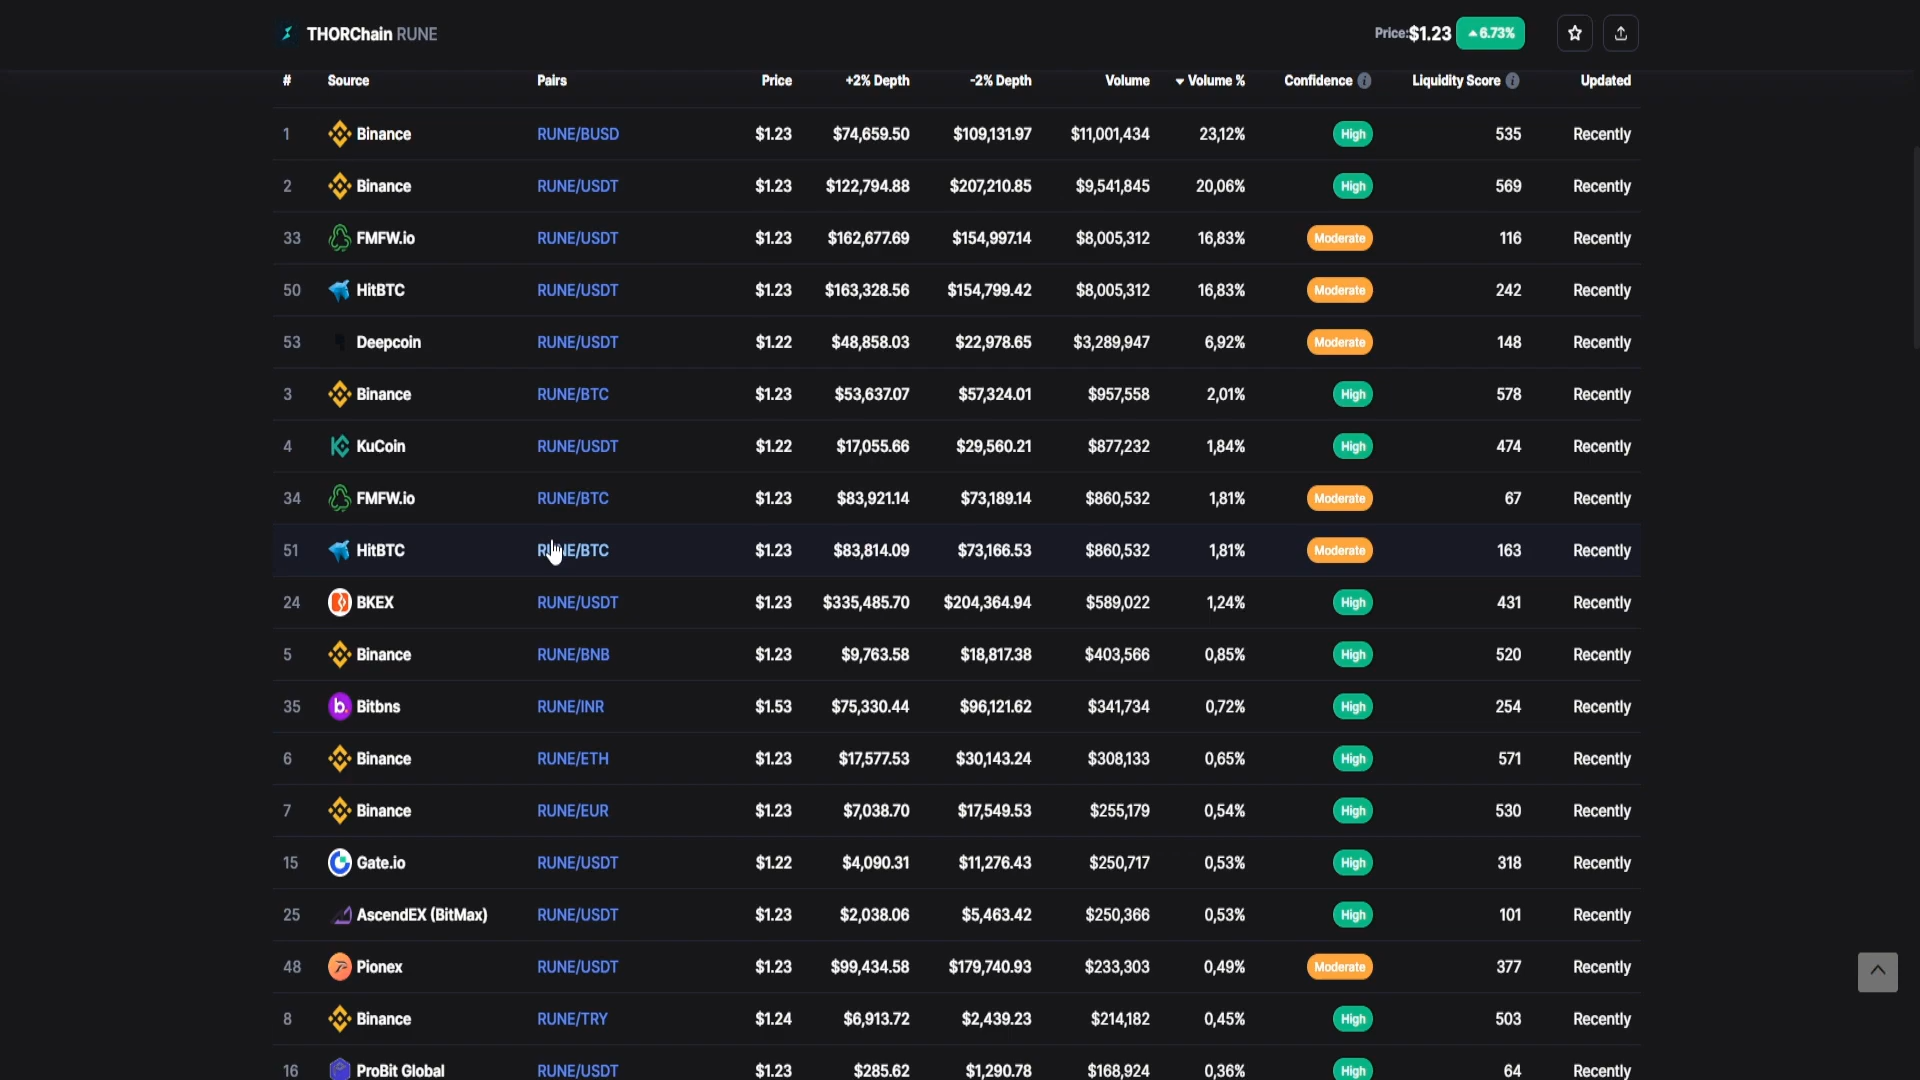 THORChain RUNE Price:$1.23 6.73%
# Source Pairs Price +2% Depth -2% Depth Volume Volume % Confidence Liquidity Score Updated
1 Binance RUNE/BUSD $1.23 $74,659.50 $109,131.97 $11,001,434 23,12% High 535 Recently
2 Binance RUNE/USDT $1.23 $122,794.88 $207,210.85 $9,541,845 20,06% High 569 Recently
33 FMFW.io RUNE/USDT $1.23 $162,677.69 $154,997.14 $8,005,312 16,83% Moderate 116 Recently
50 HitBTC RUNE/USDT $1.23 $163,328.56 $154,799.42 $8,005,312 16,83% Moderate 242 Recently
53 Deepcoin RUNE/USDT $1.22 $48,858.03 $22,978.65 $3,289,947 6,92% Moderate 148 Recently
3 Binance RUNE/BTC $1.23 $53,637.07 $57,324.01 $957,558 2,01% High 578 Recently
4 KuCoin RUNE/USDT $1.22 $17,055.66 $29,560.21 $877,232 1,84% High 474 Recently
34 FMFW.io RUNE/BTC $1.23 $83,921.14 $73,189.14 $860,532 1,81% Moderate 67 Recently
51 HitBTC RUNE/BTC $1.23 $83,814.09 $73,166.53 $860,532 1,81% Moderate 163 Recently
24 BKEX RUNE/USDT $1.23 $335,485.70 $204,364.94 $589,022 1,24% High 431 Recently
5 Binance RUNE/BNB $1.23 $9,763.58 $18,817.38 $403,566 0,85% High 520 Recently
35 b. Bitbns RUNE/INR $1.53 $75,330.44 $96,121.62 $341,734 0,72% High 254 Recently
6 Binance RUNE/ETH $1.23 $17,577.53 $30,143.24 $308,133 0,65% High 571 Recently
7 Binance RUNE/EUR $1.23 $7,038.70 $17,549.53 $255,179 0,54% High 530 Recently
15 Gate.io RUNE/USDT $1.22 $4,090.31 $11,276.43 $250,717 0,53% High 318 Recently
25 AscendEX (BitMax) RUNE/USDT $1.23 $2,038.06 $5,463.42 $250,366 0,53% High 101 Recently
48 Pionex RUNE/USDT $1.23 $99,434.58 $179,740.93 $233,303 0,49% Moderate 377 Recently
8 Binance RUNE/TRY $1.24 $6,913.72 $2,439.23 $214,182 0,45% High 503 Recently
16 ProBit Global RUNE/USDT $1.23 $285.62 $1,290.78 $168,924 0,36% High 64 Recently